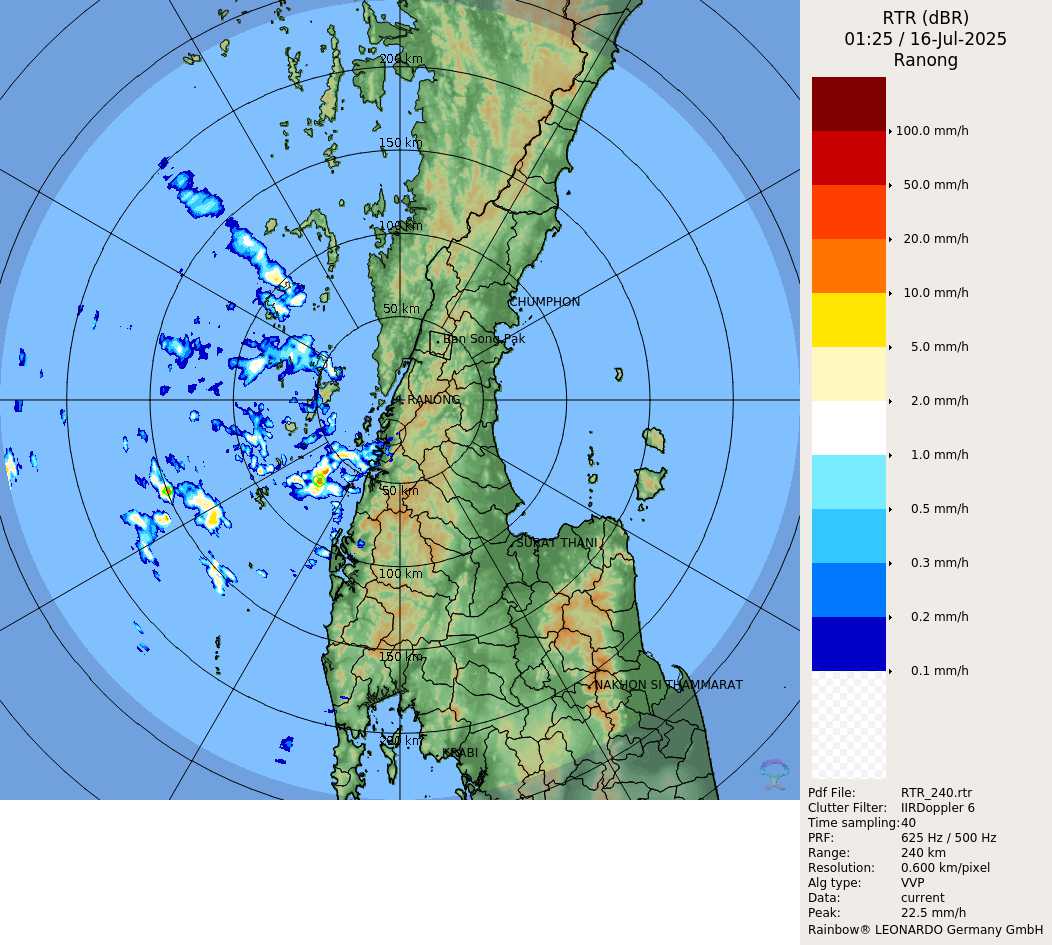 RTR (dBR)
01:25 / 16-Jul-2025
Ranong
200 km
150 km
100 km
50 km
CHUMPHON
Ban Song Pak
RANONG
50 km
SURAT THANI
100 km
150 km
NAKHON SI THAMMARAT
200 km
KRABI
100.0 mm/h
50.0 mm/h
20.0 mm/h
10.0 mm/h
5.0 mm/h
2.0 mm/h
1.0 mm/h
0.5 mm/h
0.3 mm/h
0.2 mm/h
0.1 mm/h
Pdf File: RTR_240.rtr
Clutter Filter: IIRDoppler 6
Time sampling:40
PRF: 625 Hz / 500 Hz
Range: 240 km
Resolution: 0.600 km/pixel
Alg type: VVP
Data: current
Peak: 22.5 mm/h
Rainbow® LEONARDO Germany GmbH